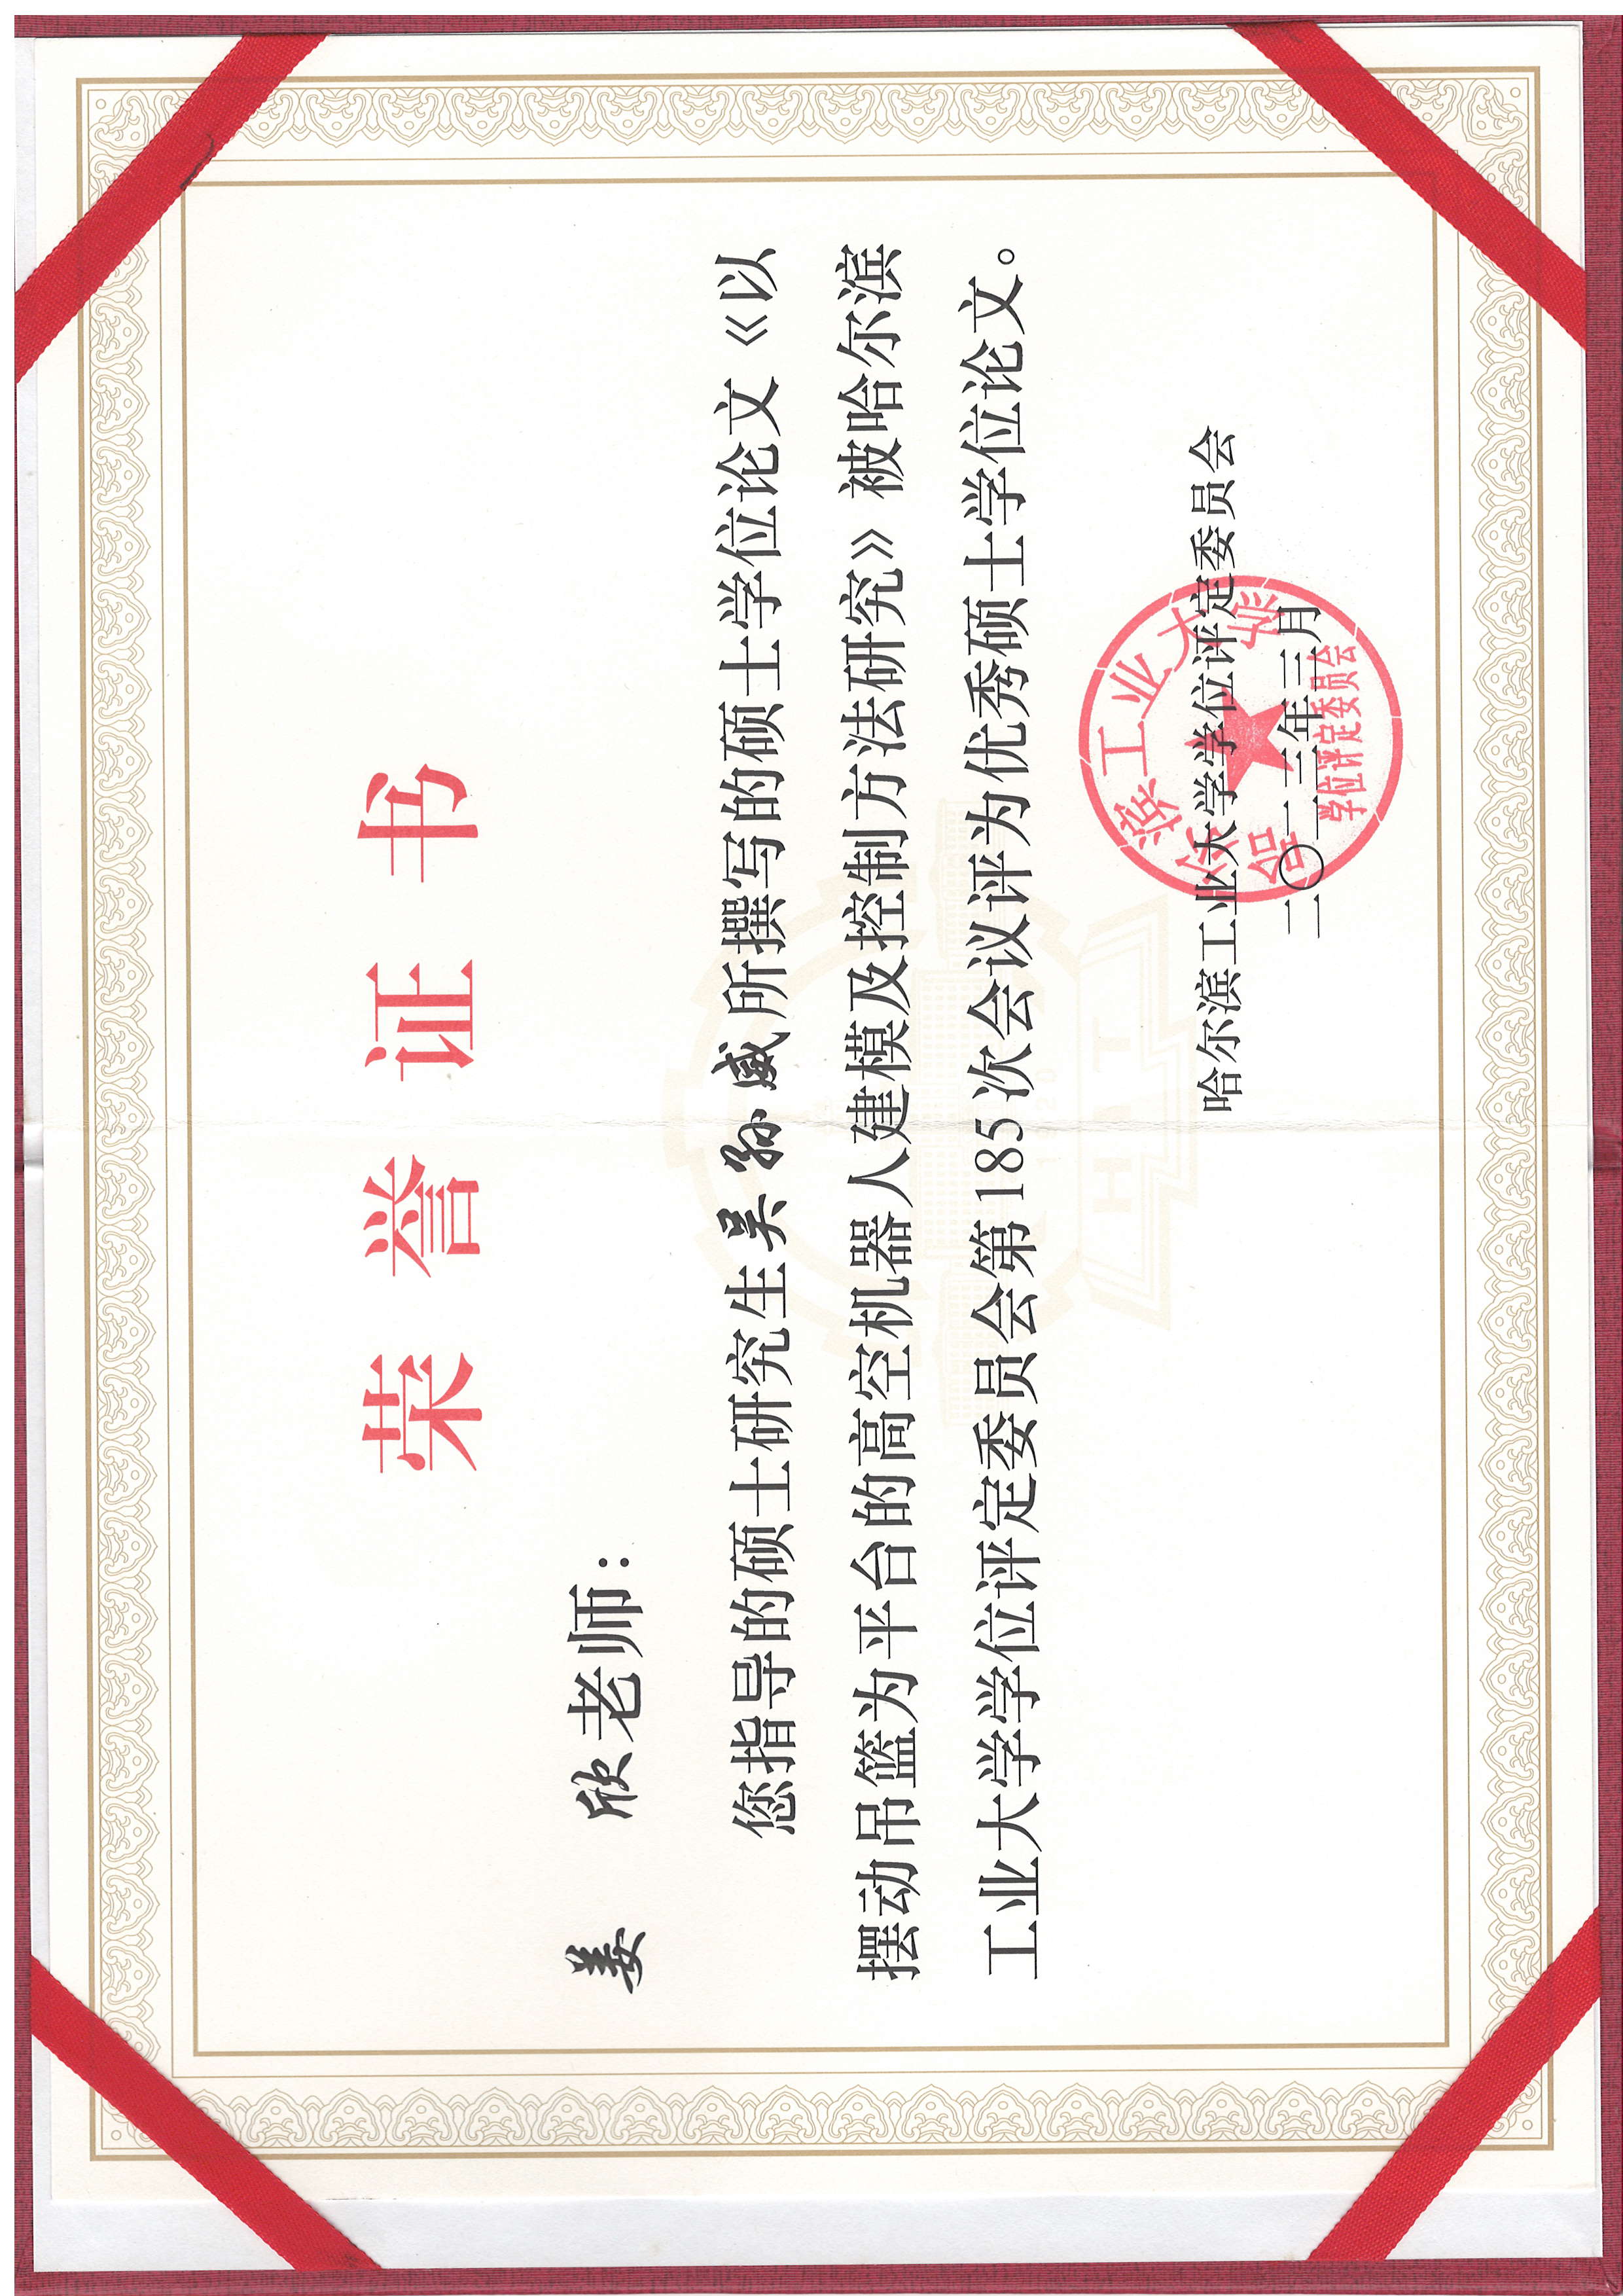 荣誉证书
姜 欣老师：
您指导的硕士研究生吴孙威所撰写的硕士学位论文《以
摆动吊篮为平台的高空机器人建模及控制方法研究》被哈尔滨
工业大学学位评定委员会第185次会议评为优秀硕士学位论文。
1920
HIT
哈尔滨工业大学学位评定委员会
二〇二三年三月
哈尔滨工业大学
学位评定委员会